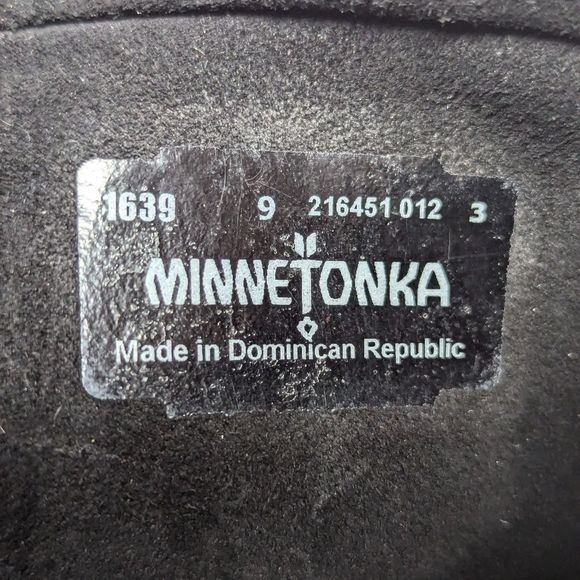 1639 9 216451 012 3
MINNETONKA
Made in Dominican Republic